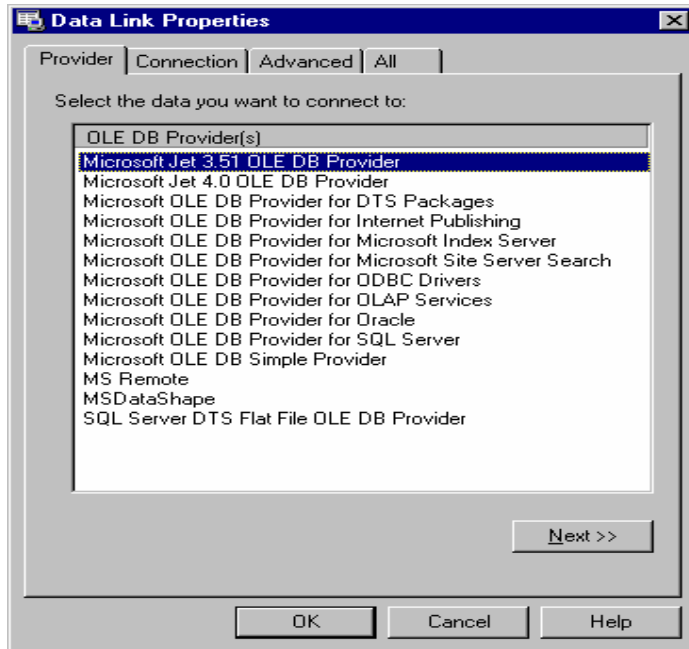 Data Link Properties
Provider Connection Advanced All
Select the data you want to connect to:
OLE DB Provider(s)
Microsoft Jet 3.51 OLE DB Provider
Microsoft Jet 4.0 OLE DB Provider
Microsoft OLE DB Provider for DTS Packages
Microsoft OLE DB Provider for Internet Publishing
Microsoft OLE DB Provider for Microsoft Index Server
Microsoft OLE DB Provider for Microsoft Site Server Search
Microsoft OLE DB Provider for ODBC Drivers
Microsoft OLE DB Provider for OLAP Services
Microsoft OLE DB Provider for Oracle
Microsoft OLE DB Provider for SQL Server
Microsoft OLE DB Simple Provider
MS Remote
MSDataShape
SQL Server DTS Flat File OLE DB Provider
Next >>
OK Cancel Help